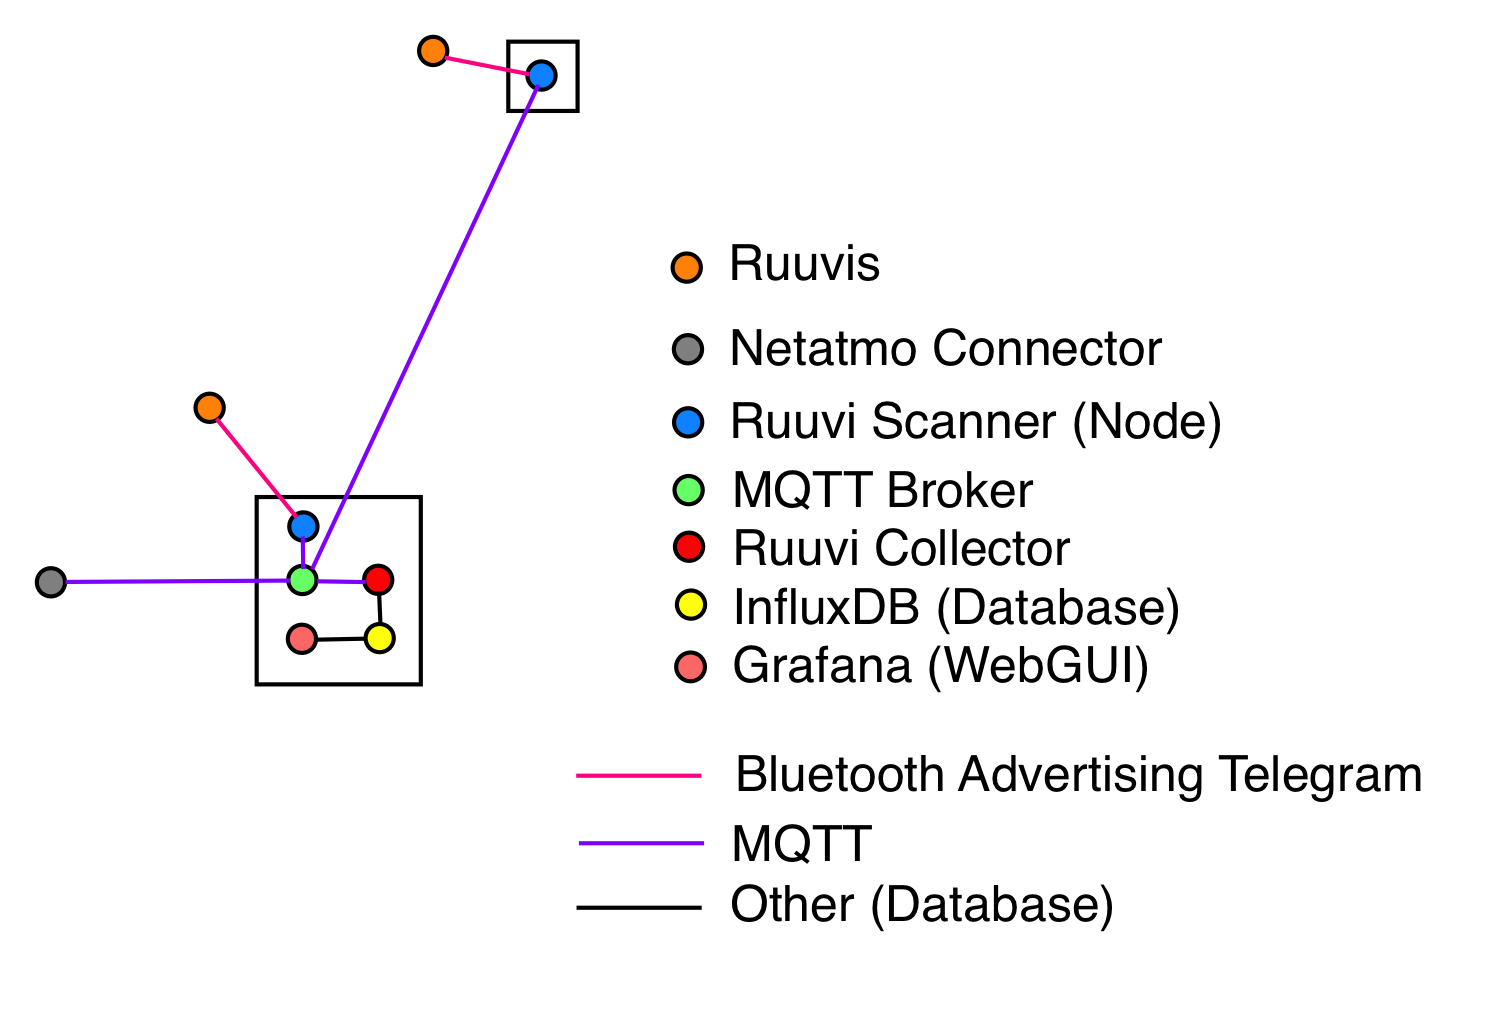 Ruuvis
Netatmo Connector
Ruuvi Scanner (Node)
MQTT Broker
Ruuvi Collector
InfluxDB (Database)
Grafana (WebGUI)
Bluetooth Advertising Telegram
MQTT
Other (Database)